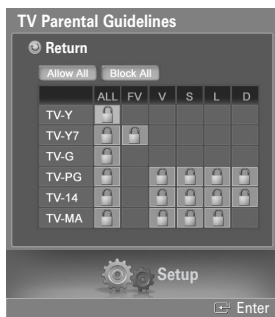 TV Parental Guidelines
Return
Allow All Block All
ALL FV V S L D
TV-Y
TV-Y7
TV-G
TV-PG
TV-14
TV-MA
Setup
Enter